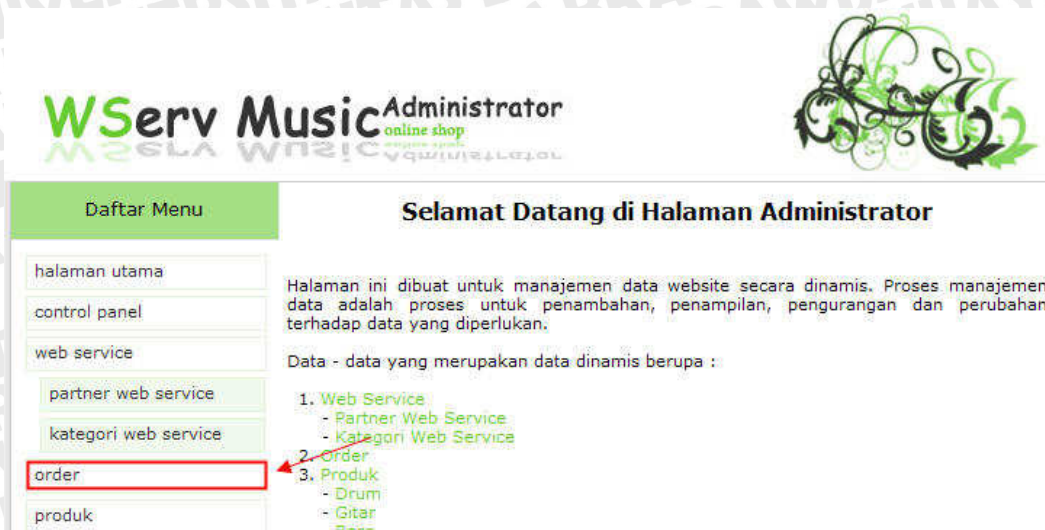 WServ Music Administrator
online shop
Daftar Menu
halaman utama
control panel
web service
partner web service
kategori web service
order
produk
Selamat Datang di Halaman Administrator
Halaman ini dibuat untuk manajemen data website secara dinamis. Proses manajemen
data adalah proses untuk penambahan, penampilan, pengurangan dan perubahan
terhadap data yang diperlukan.
Data - data yang merupakan data dinamis berupa :
1. Web Service
- Partner Web Service
- Kategori Web Service
2. Order
3. Produk
- Drum
- Gitar